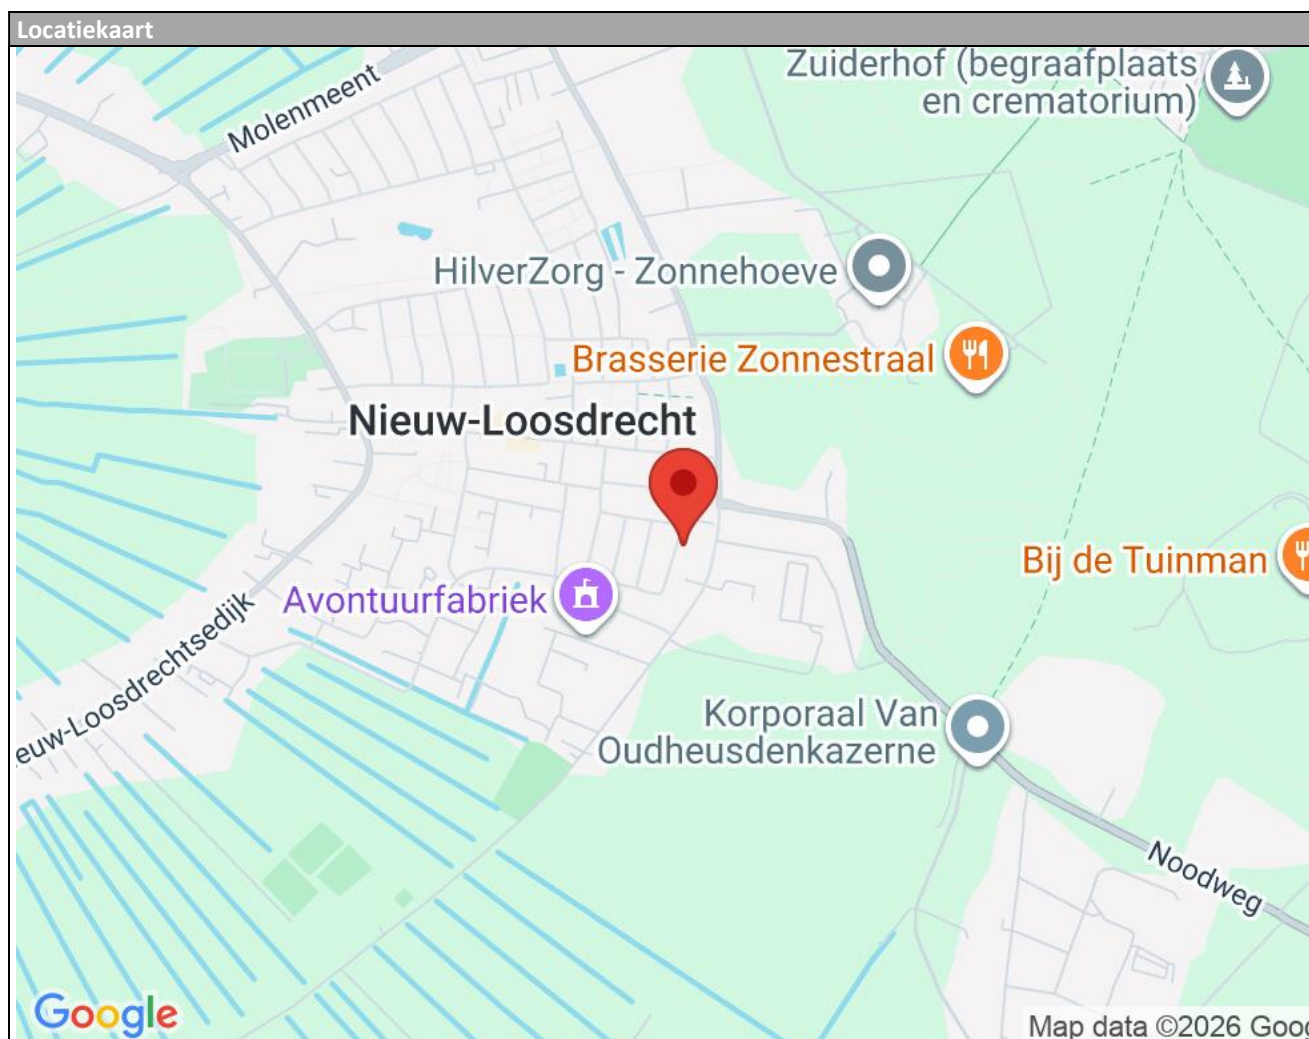 Locatiekaart
Zuiderhof (begraafplaats
en crematorium)
Molenmeent
HilverZorg - Zonnehoeve
Brasserie Zonnestraal
Nieuw-Loosdrecht
Bij de Tuinman
Avontuurfabriek
euw-Loosdrechtsedijk
Korporaal Van
Oudheusdenkazerne
Noodweg
Google
Map data ©2026 Goo